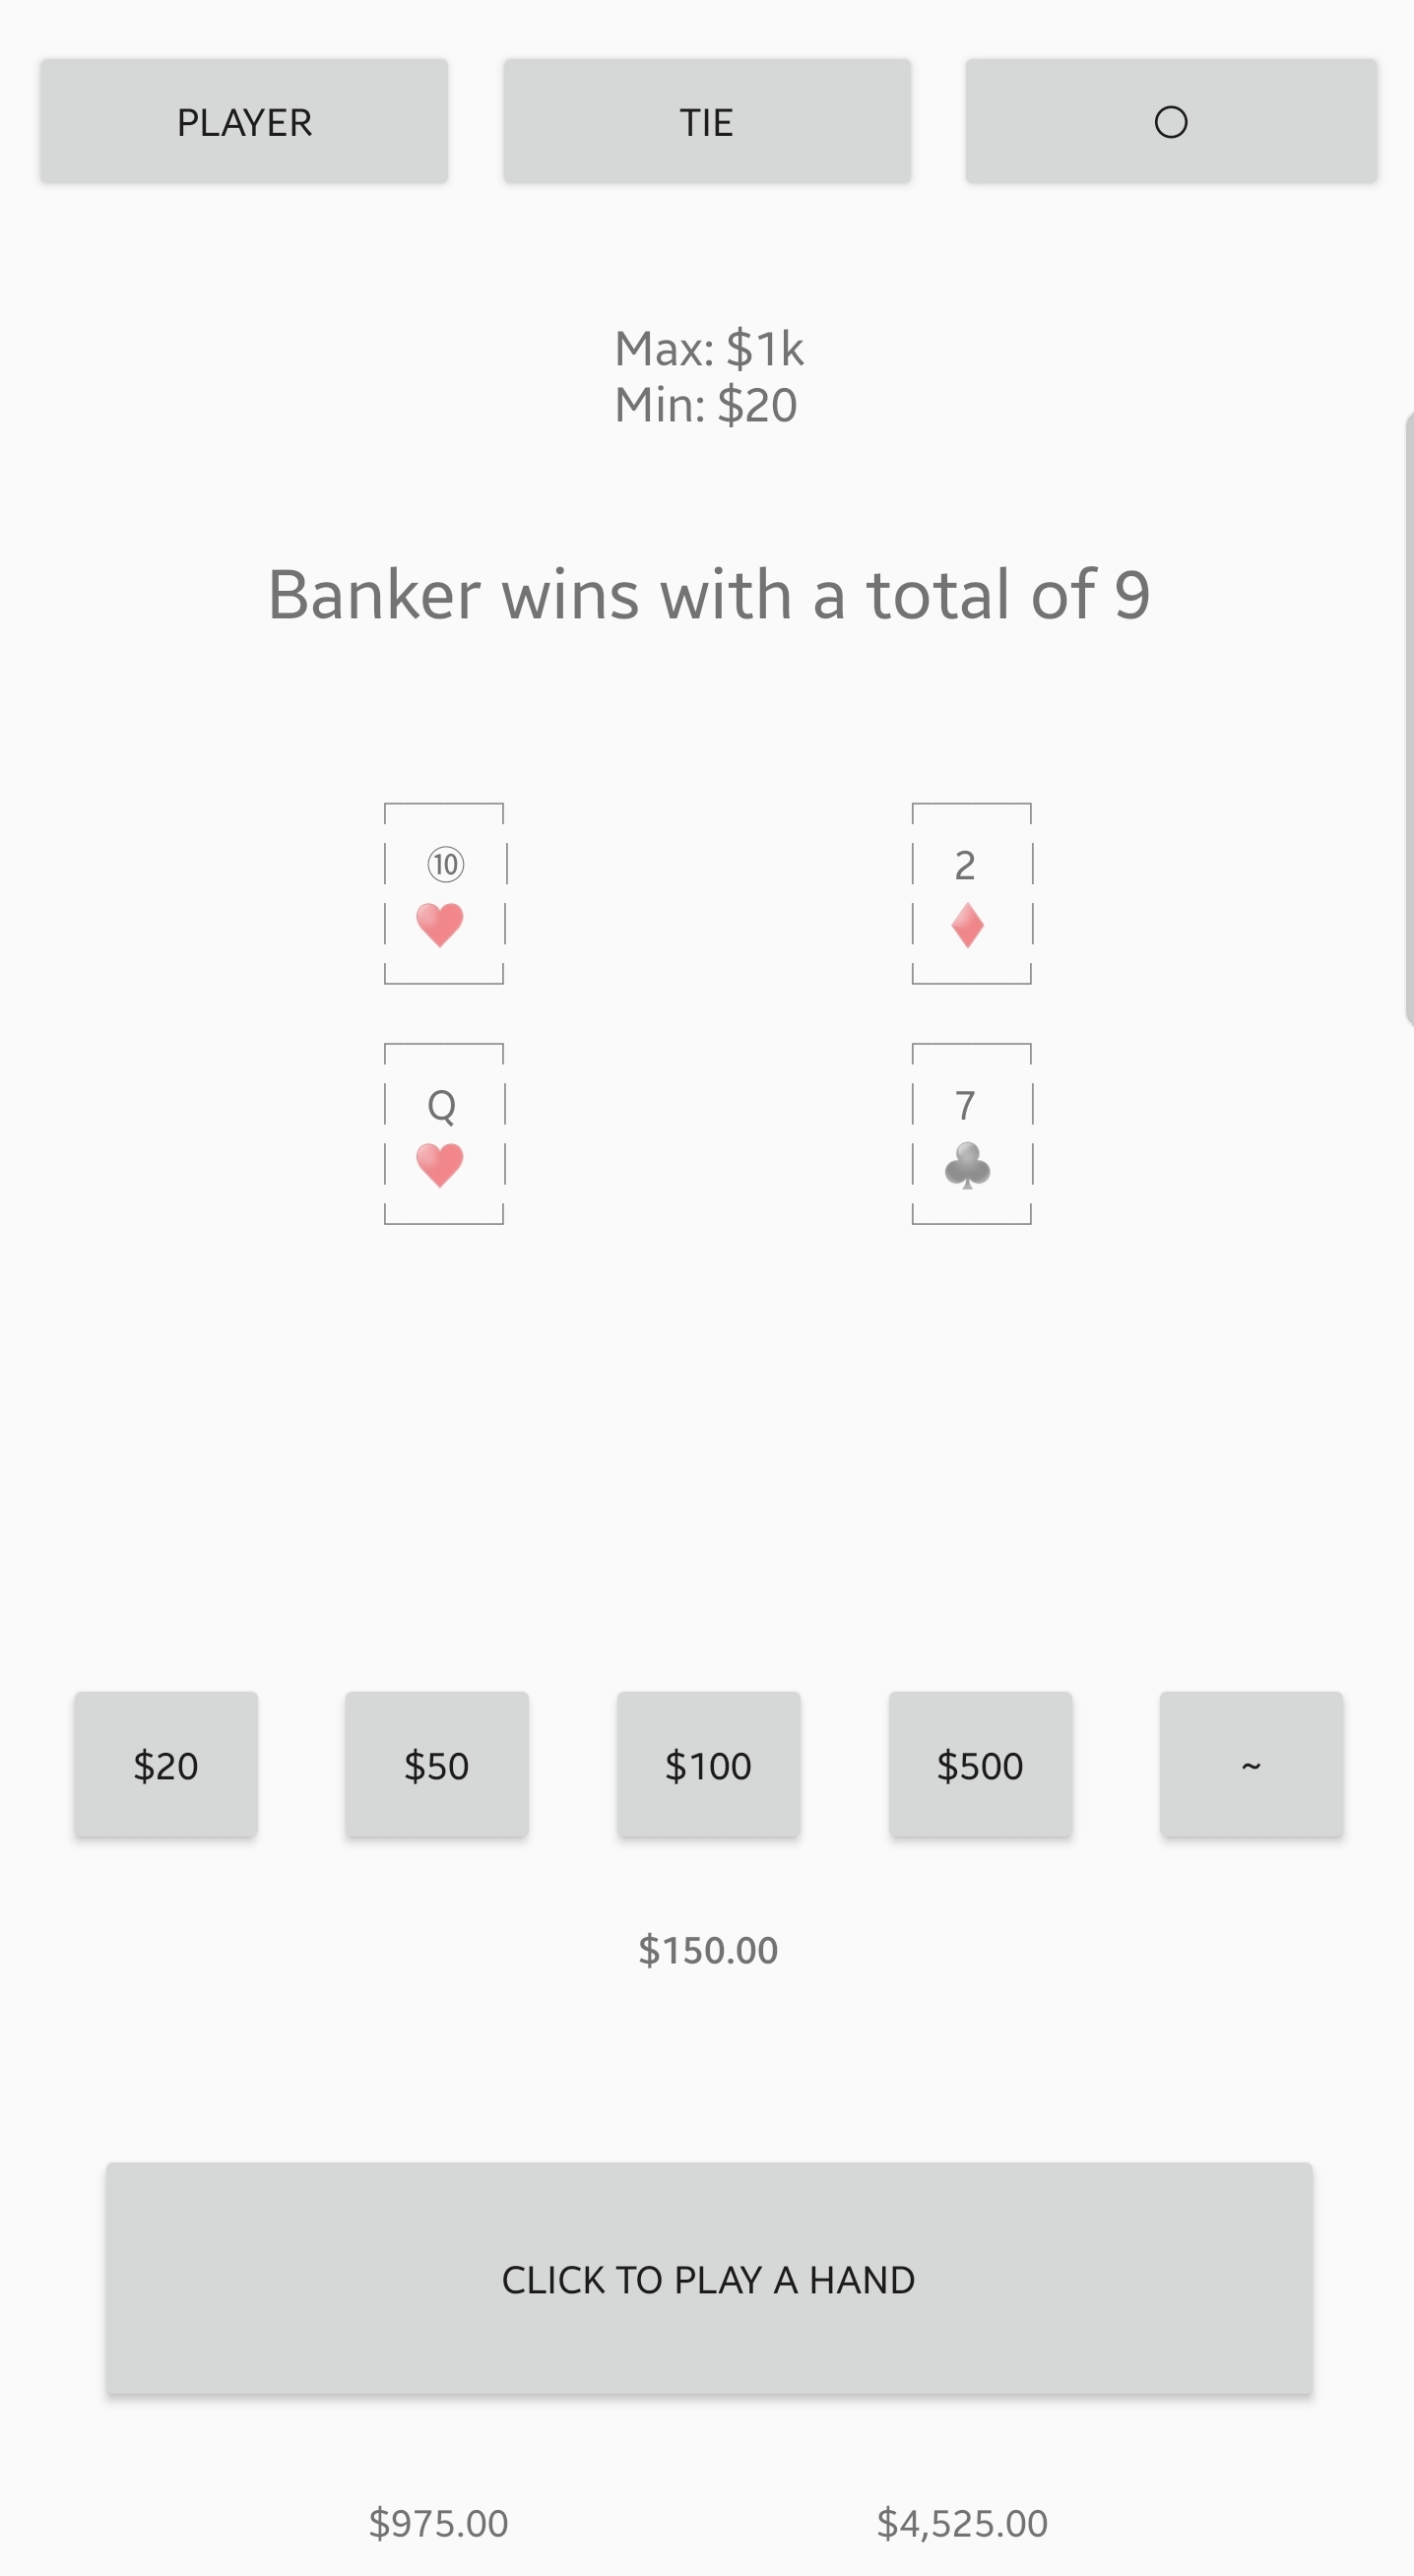 PLAYER TIE ○
Max: $1k
Min: $20
Banker wins with a total of 9
⑩ 2
♥️ ♦️
Q 7
♥️ ♣️
$20 $50 $100 $500 ~
$150.00
CLICK TO PLAY A HAND
$975.00 $4,525.00